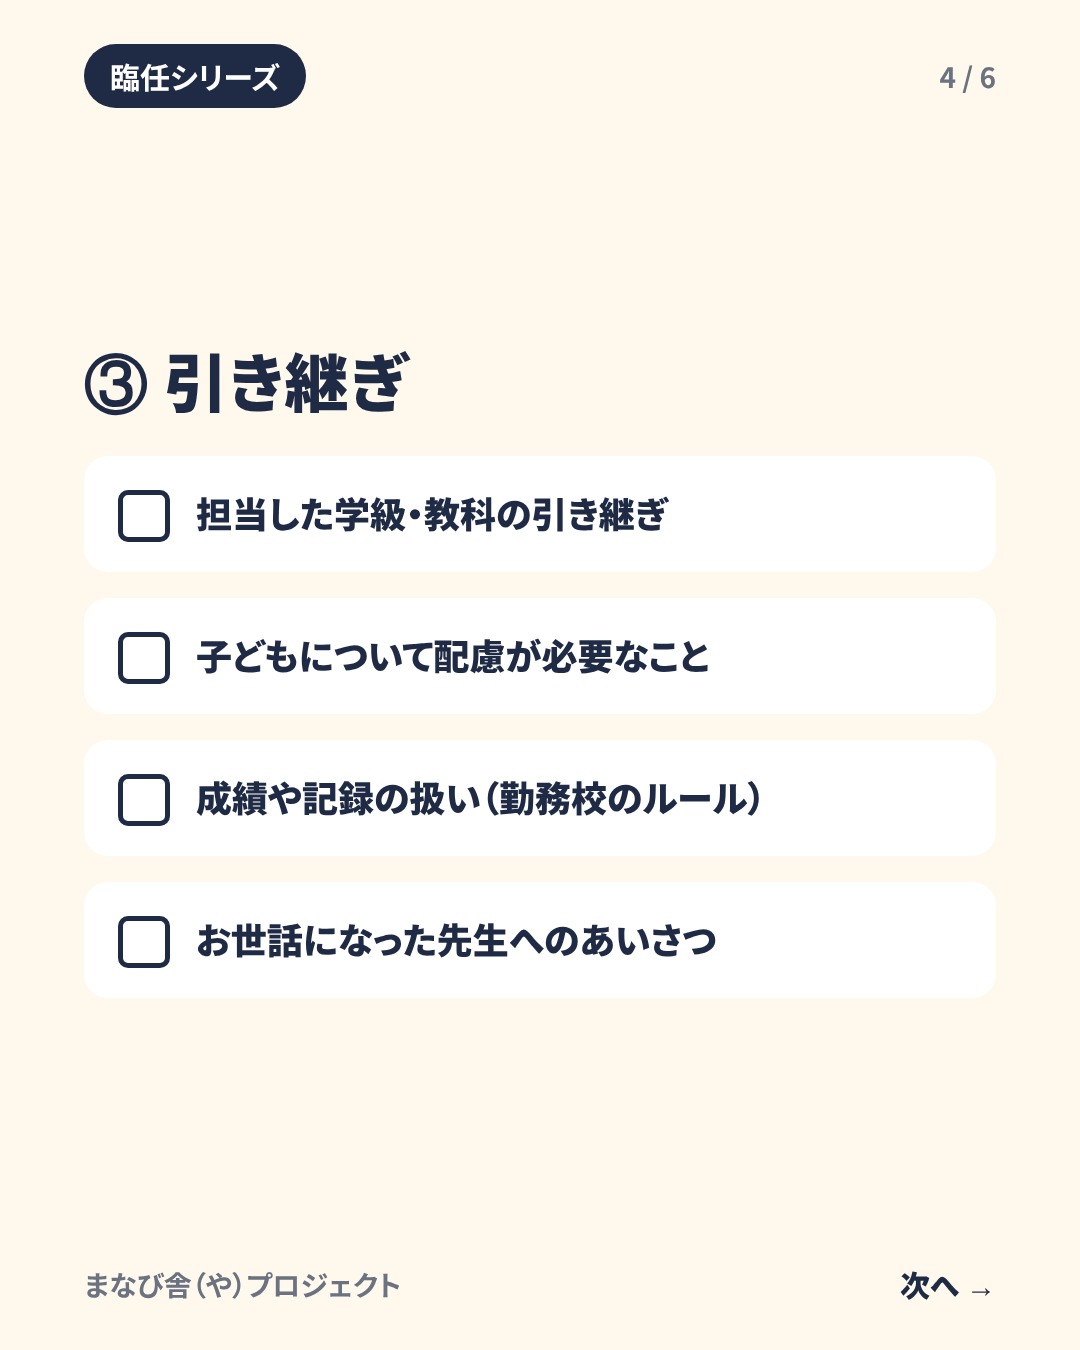 臨任シリーズ
4 / 6
③ 引き継ぎ
担当した学級・教科の引き継ぎ
子どもについて配慮が必要なこと
成績や記録の扱い（勤務校のルール）
お世話になった先生へのあいさつ
まなび舎（や）プロジェクト
次へ →